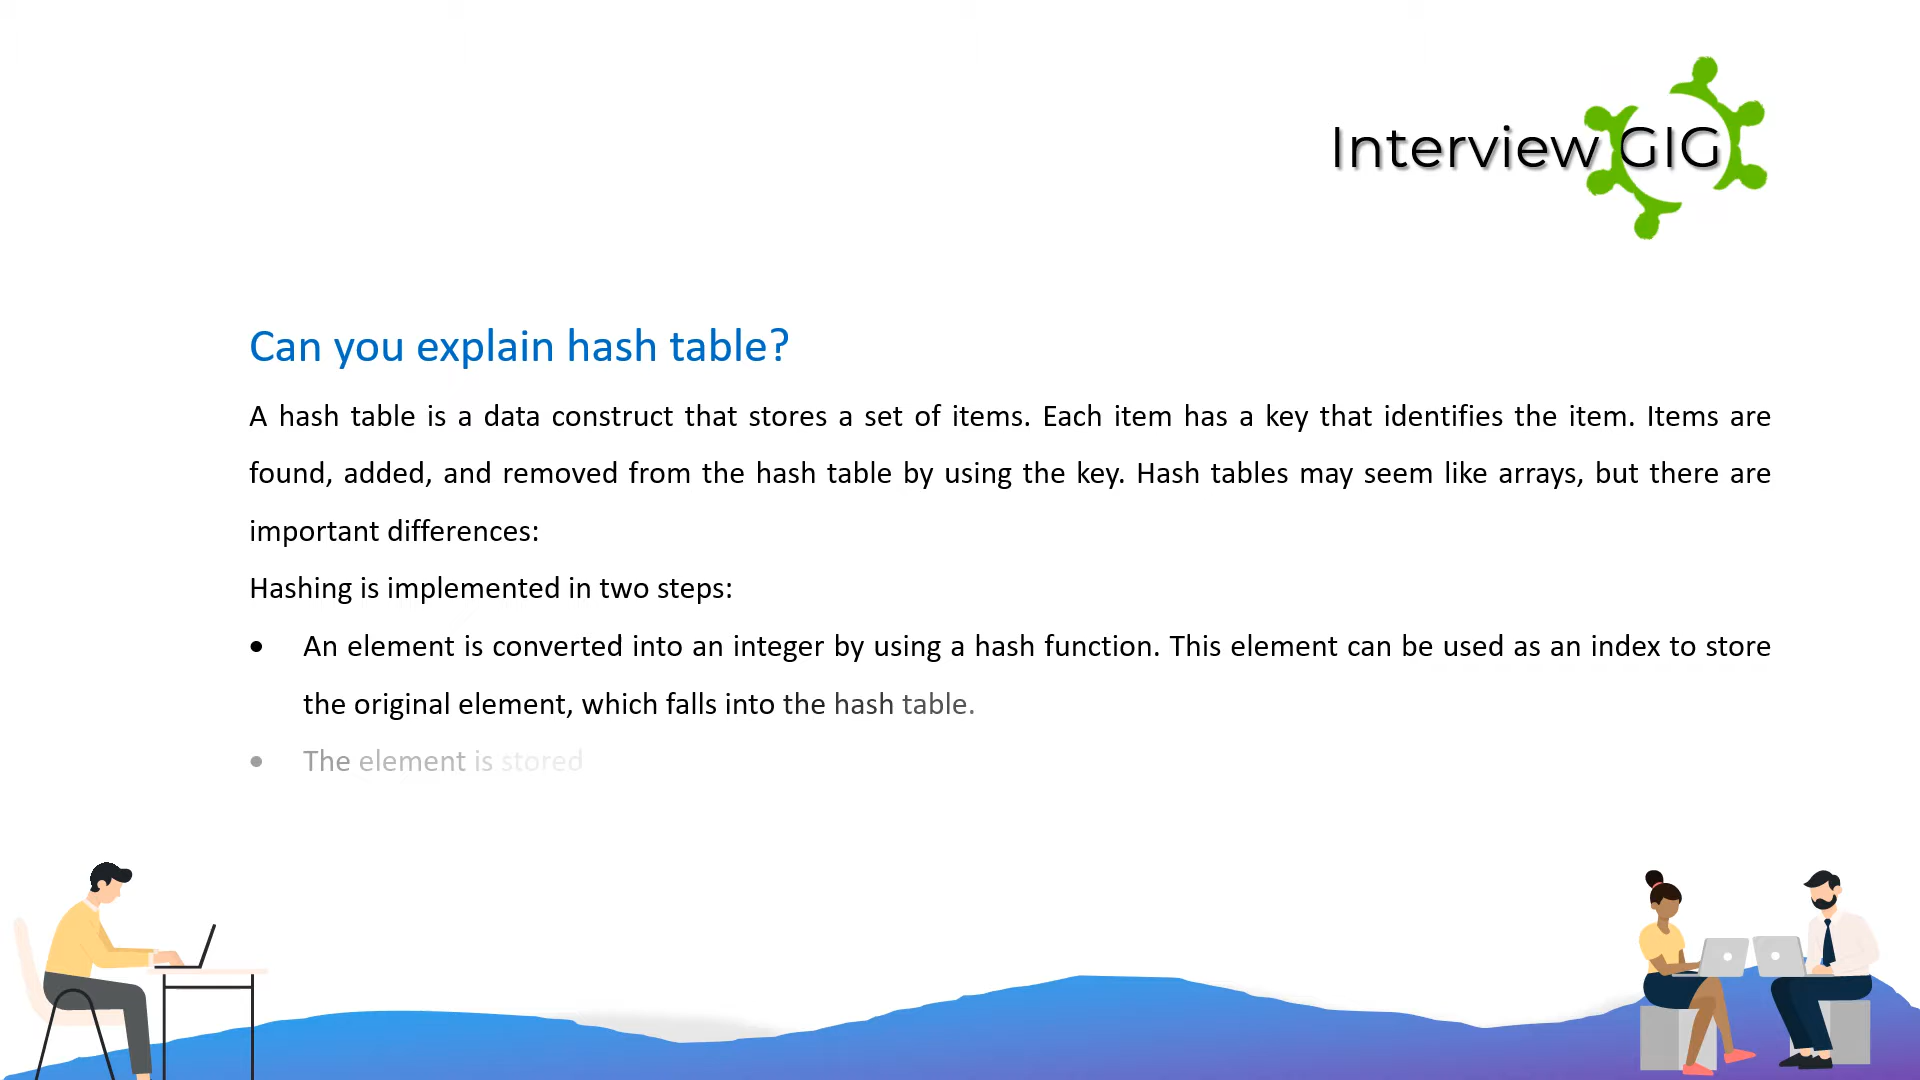 Interview GIG
Can you explain hash table?
A hash table is a data construct that stores a set of items. Each item has a key that identifies the item. Items are
found, added, and removed from the hash table by using the key. Hash tables may seem like arrays, but there are
important differences:
Hashing is implemented in two steps:
• An element is converted into an integer by using a hash function. This element can be used as an index to store
the original element, which falls into the hash table.
• The element is stored